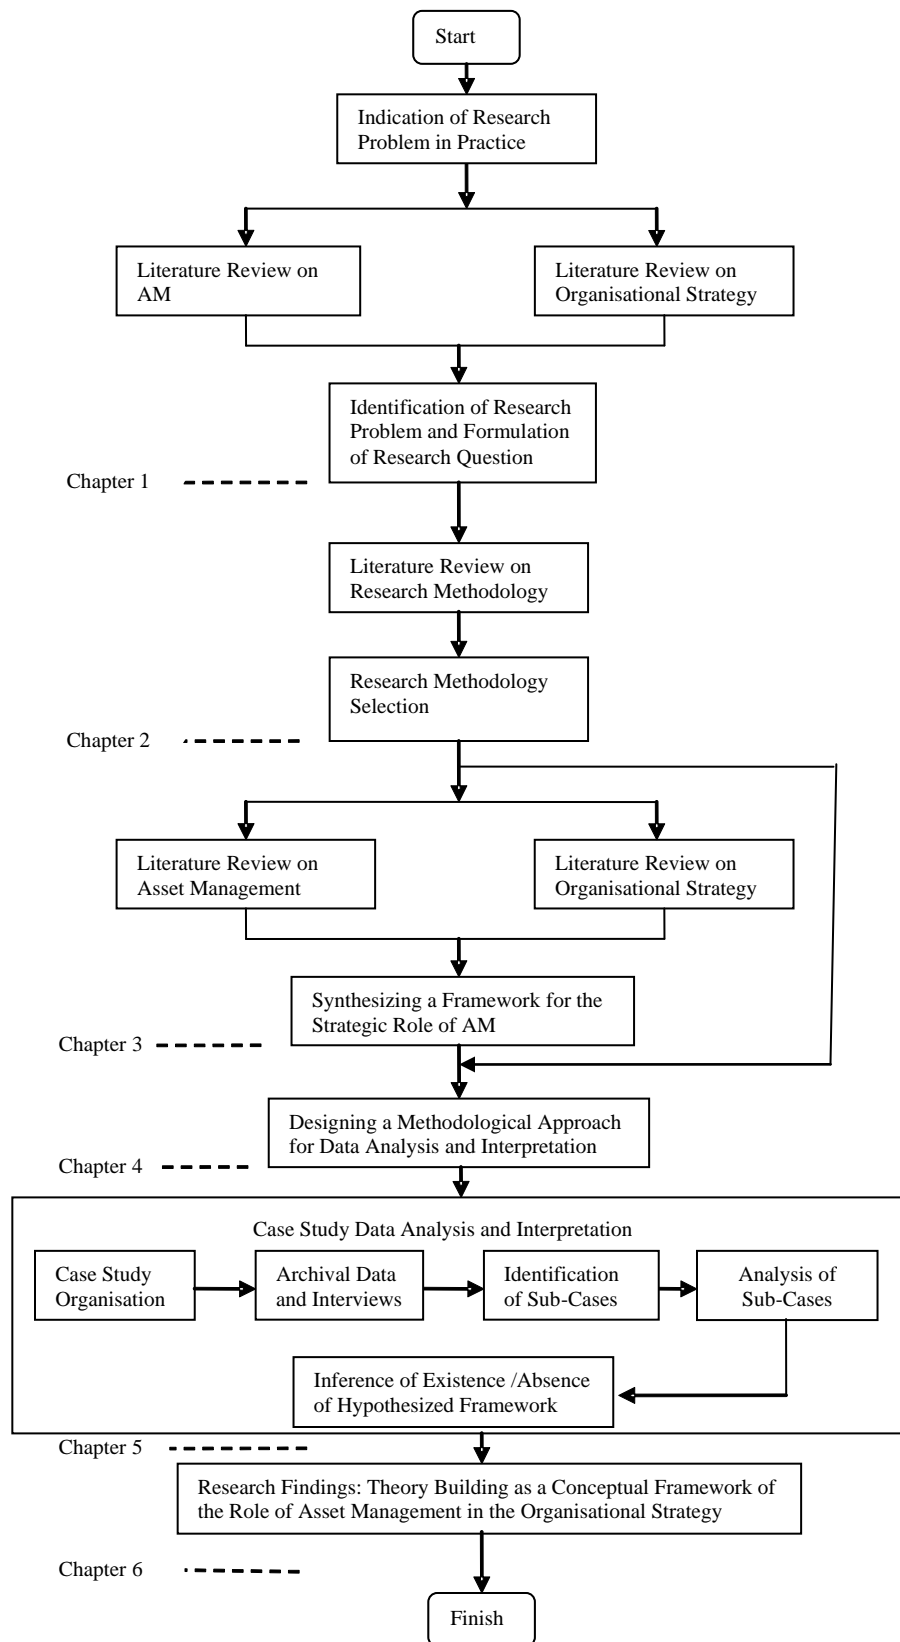 Start
Indication of Research
Problem in Practice
Literature Review on
AM
Literature Review on
Organisational Strategy
Identification of Research
Problem and Formulation
of Research Question
Chapter 1
Literature Review on
Research Methodology
Research Methodology
Selection
Chapter 2
Literature Review on
Asset Management
Literature Review on
Organisational Strategy
Synthesizing a Framework for the
Strategic Role of AM
Chapter 3
Designing a Methodological Approach
for Data Analysis and Interpretation
Chapter 4
Case Study Data Analysis and Interpretation
Case Study
Organisation
Archival Data
and Interviews
Identification
of Sub-Cases
Analysis of
Sub-Cases
Inference of Existence /Absence
of Hypothesized Framework
Chapter 5
Research Findings: Theory Building as a Conceptual Framework of
the Role of Asset Management in the Organisational Strategy
Chapter 6
Finish